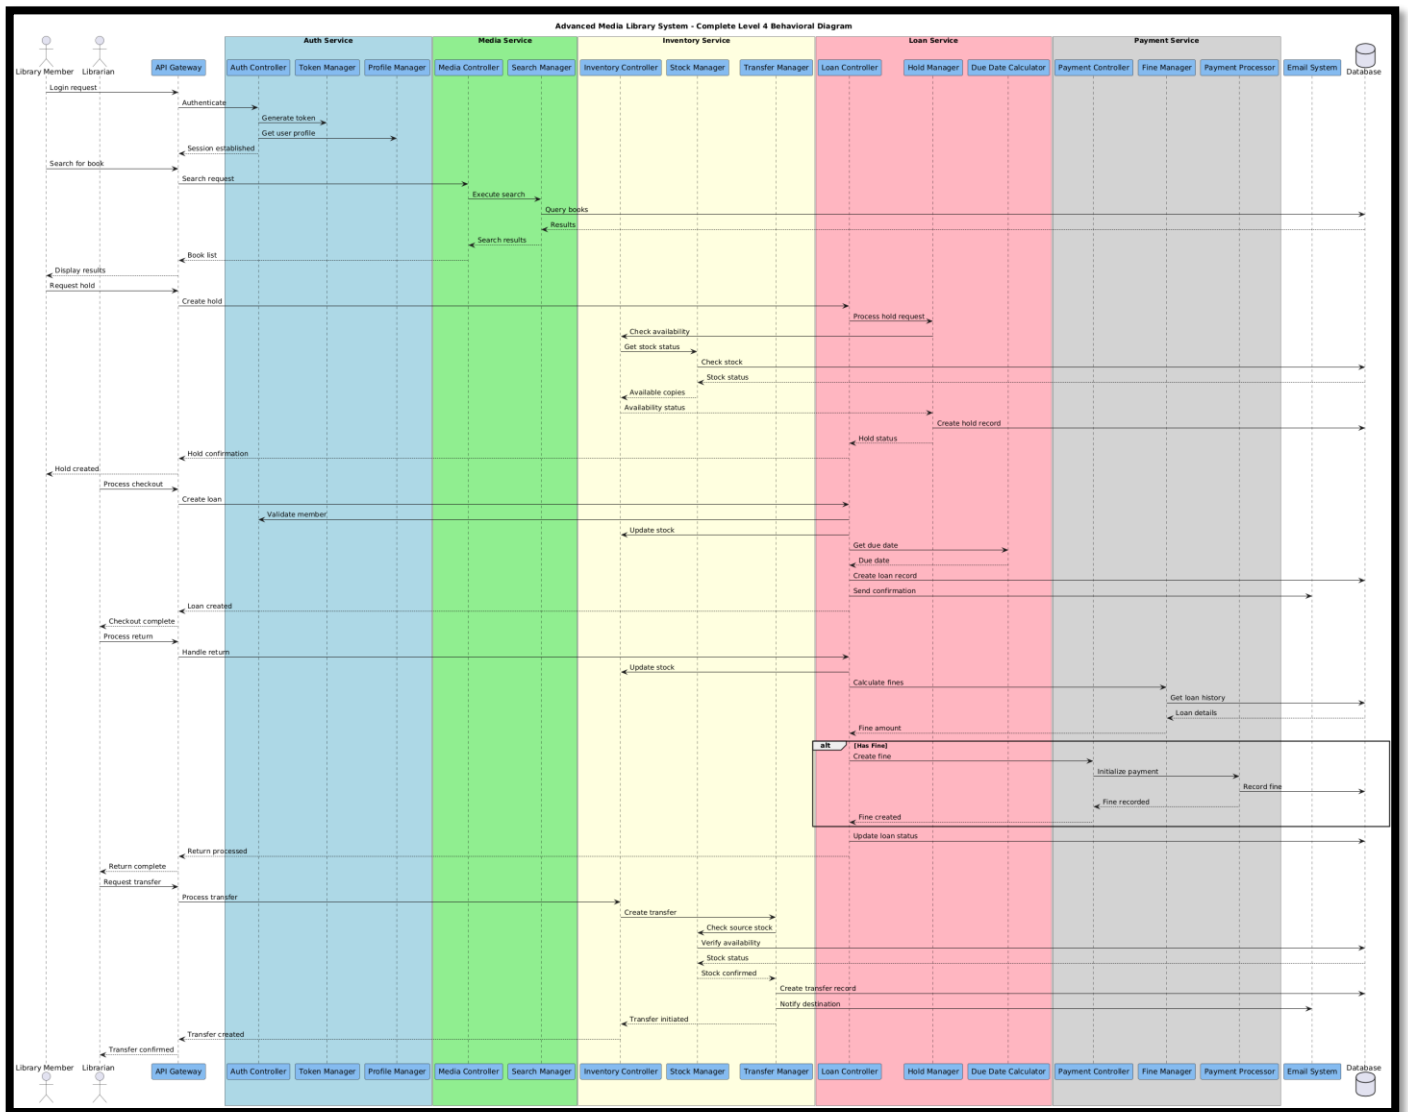 Advanced Media Library System - Complete Level 4 Behavioral Diagram
Auth Service
Media Service
Inventory Service
Loan Service
Payment Service
Library Member
Librarian
API Gateway
Auth Controller
Token Manager
Profile Manager
Media Controller
Search Manager
Inventory Controller
Stock Manager
Transfer Manager
Loan Controller
Hold Manager
Due Date Calculator
Payment Controller
Fine Manager
Payment Processor
Email System
Database
Login request
Authenticate
Generate token
Get user profile
Session established
Search for book
Search request
Execute search
Query books
Results
Search results
Book list
Display results
Request hold
Create hold
Process hold request
Check availability
Get stock status
Check stock
Stock status
Available copies
Availability status
Create hold record
Hold status
Hold confirmation
Hold created
Process checkout
Create loan
Validate member
Update stock
Get due date
Due date
Create loan record
Send confirmation
Loan created
Checkout complete
Process return
Handle return
Update stock
Calculate fines
Get loan history
Loan details
Fine amount
alt
[Has Fine]
Create fine
Initialize payment
Record fine
Fine recorded
Fine created
Update loan status
Return processed
Return complete
Request transfer
Process transfer
Create transfer
Check source stock
Verify availability
Stock status
Stock confirmed
Create transfer record
Notify destination
Transfer initiated
Transfer created
Transfer confirmed
Library Member
Librarian
API Gateway
Auth Controller
Token Manager
Profile Manager
Media Controller
Search Manager
Inventory Controller
Stock Manager
Transfer Manager
Loan Controller
Hold Manager
Due Date Calculator
Payment Controller
Fine Manager
Payment Processor
Email System
Database